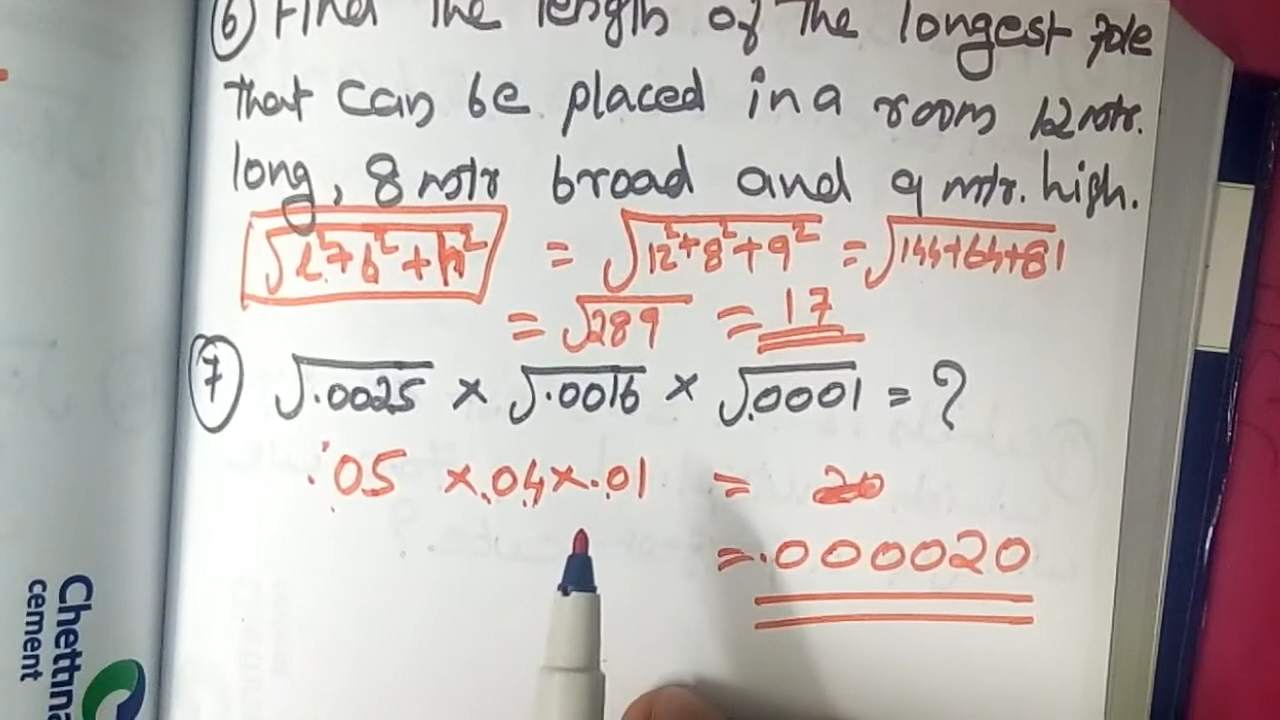 ⑥ Find the length of the longest pole
that can be placed in a room 12 mtr.
long, 8 mtr broad and 9 mtr. high.
√l²+b²+h² = √12²+8²+9² = √144+64+81
= √289 = 17
⑦ √.0025 × √.0016 × √.0001 = ?
.05 × .04 × .01 = 20
= .000020
Chettina
cement